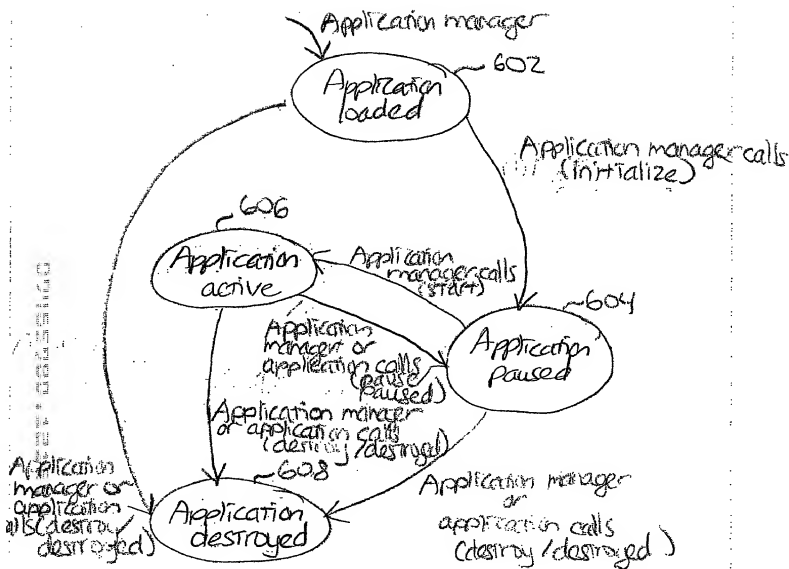 Application manager
602
Application
loaded
Application manager calls
(initialize)
606
Application
active
Application
manager calls
(start)
604
Application
paused
Application
manager or
application calls
(pause/
paused)
Application manager
or application calls
(destroy/destroyed)
608
Application
destroyed
Application
manager or
application
alls(destroy/
destroyed)
Application manager
or
application calls
(destroy/destroyed)